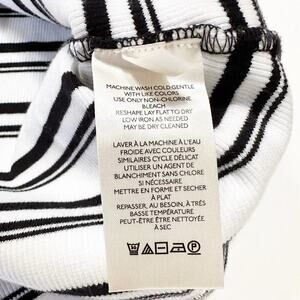 MACHINE WASH COLD GENTLE
WITH LIKE COLORS
USE ONLY NON-CHLORINE
BLEACH
RESHAPE LAY FLAT TO DRY
LOW IRON AS NEEDED
MAY BE DRY CLEANED
LAVER À LA MACHINE À L'EAU
FROIDE AVEC COULEURS
SIMILAIRES CYCLE DÉLICAT
UTILISER UN AGENT DE
BLANCHIMENT SANS CHLORE
SI NÉCESSAIRE
METTRE EN FORME ET SÉCHER
À PLAT
REPASSER, AU BESOIN, À TRÈS
BASSE TEMPÉRATURE
PEUT-ÊTRE ÊTRE NETTOYÉE
À SEC